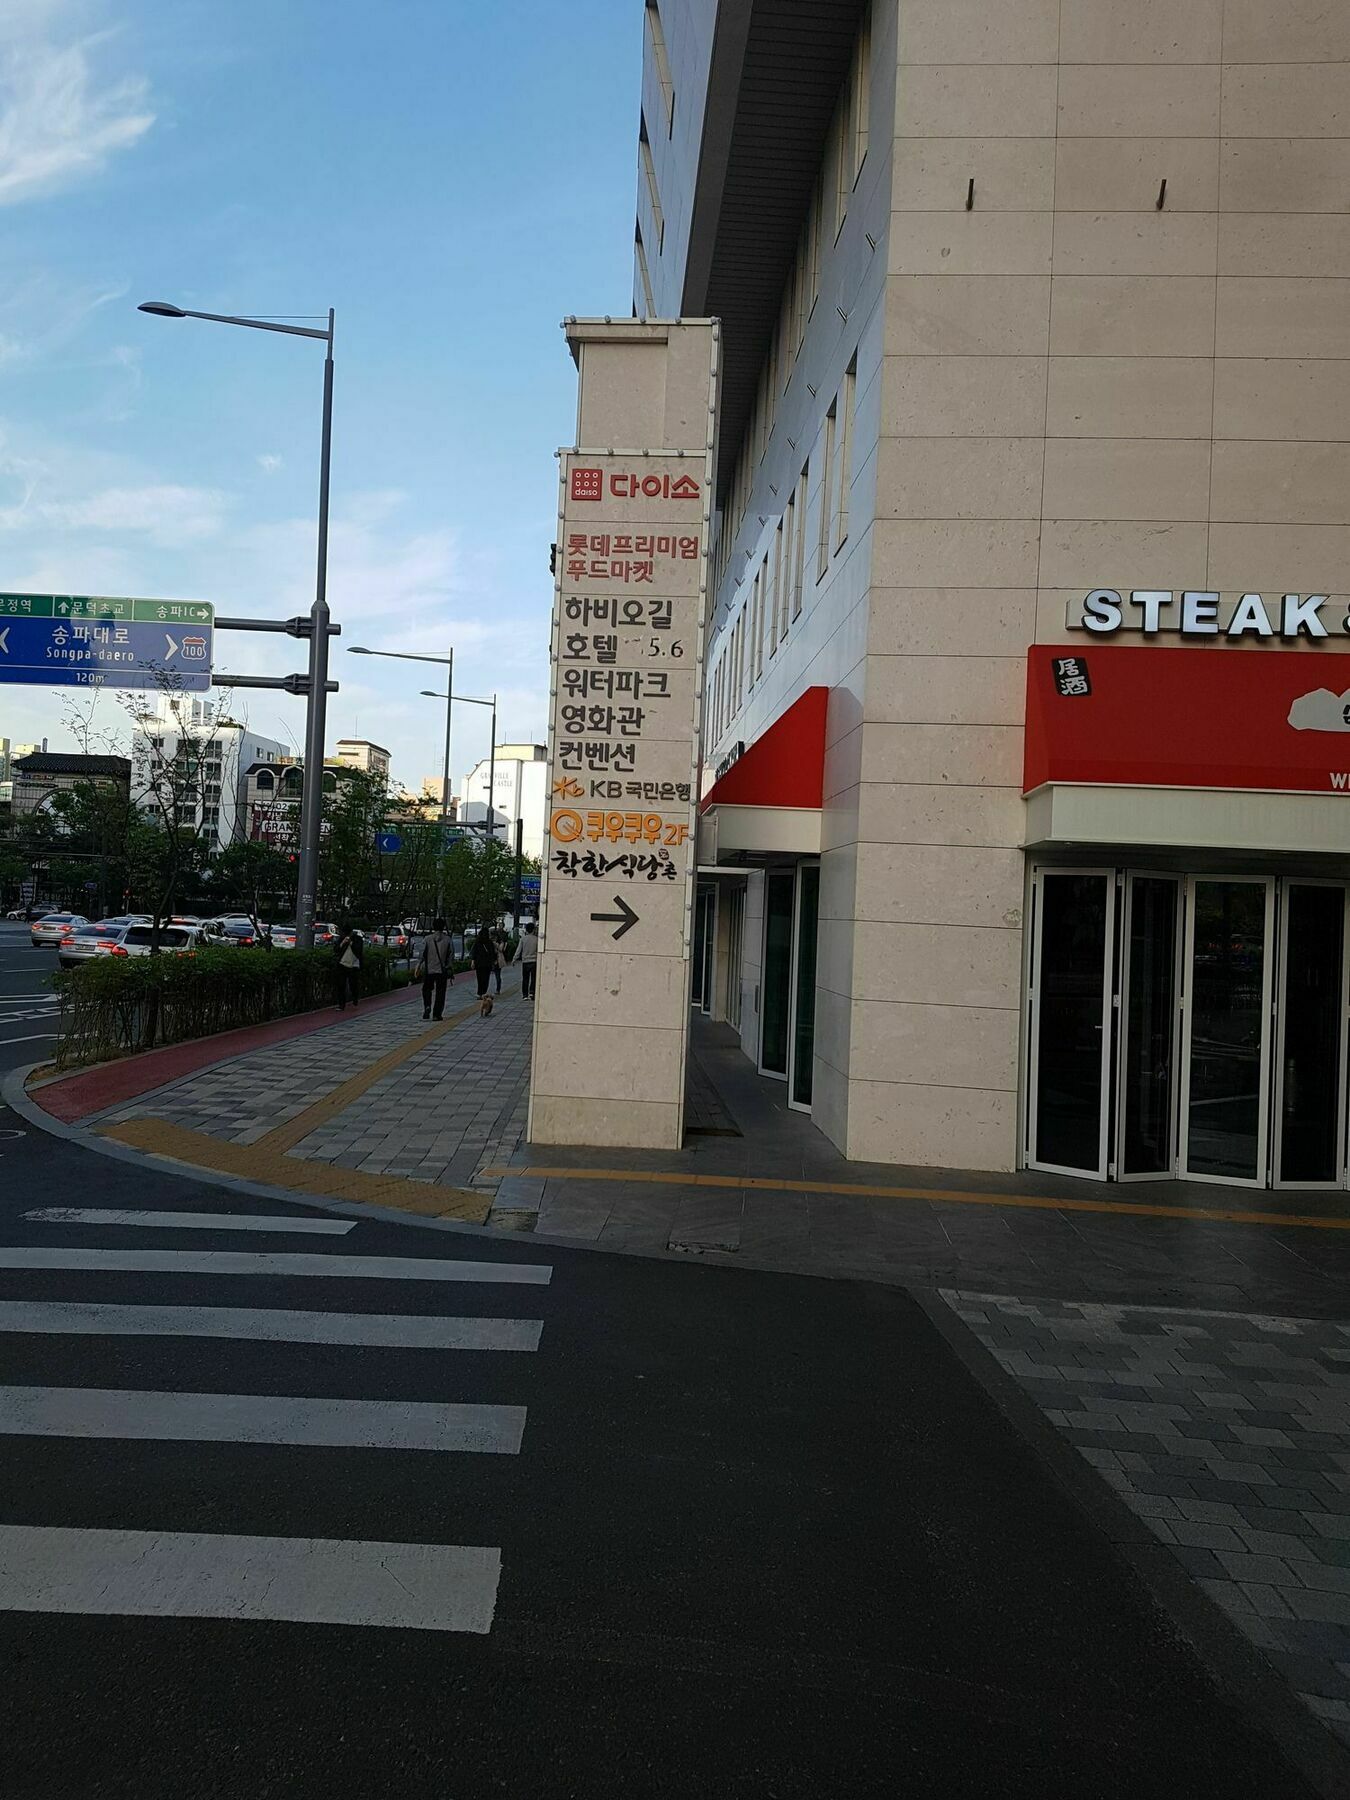 문정역 문덕초교 송파IC
송파대로
Songpa-daero
100
120m
daiso 다이소
롯데프리미엄
푸드마켓
하비오길
호텔 5.6
워터파크
영화관
컨벤션
KB 국민은행
쿠우쿠우 2F
착한식당촌
→
STEAK
居酒